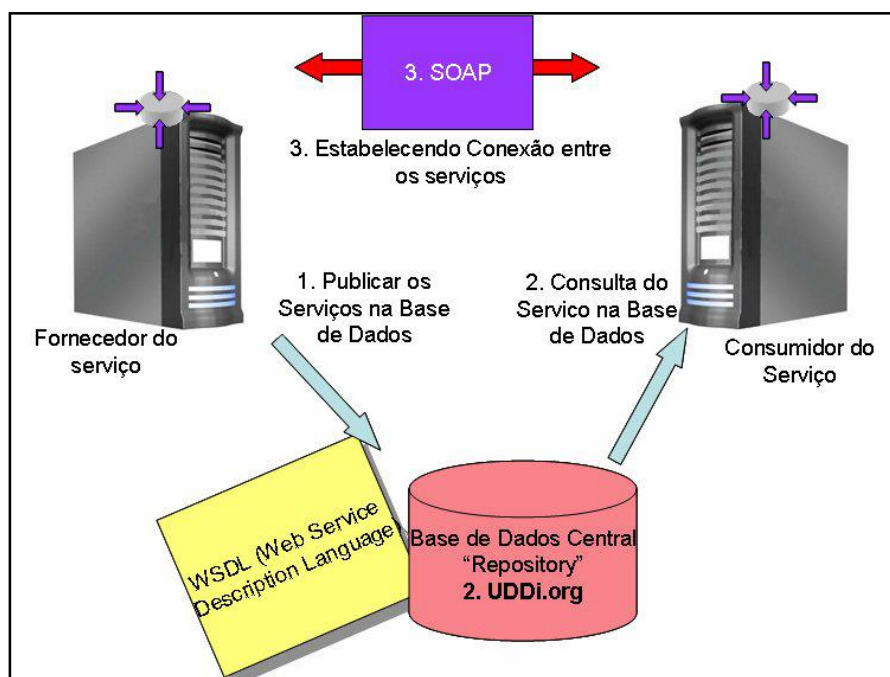 3. SOAP
3. Estabelecendo Conexão entre
os serviços
1. Publicar os
Serviços na Base
de Dados
2. Consulta do
Servico na Base
de Dados
Fornecedor do
serviço
Consumidor do
Serviço
WSDL (Web Service
Description Language)
Base de Dados Central
“Repository”
2. UDDi.org